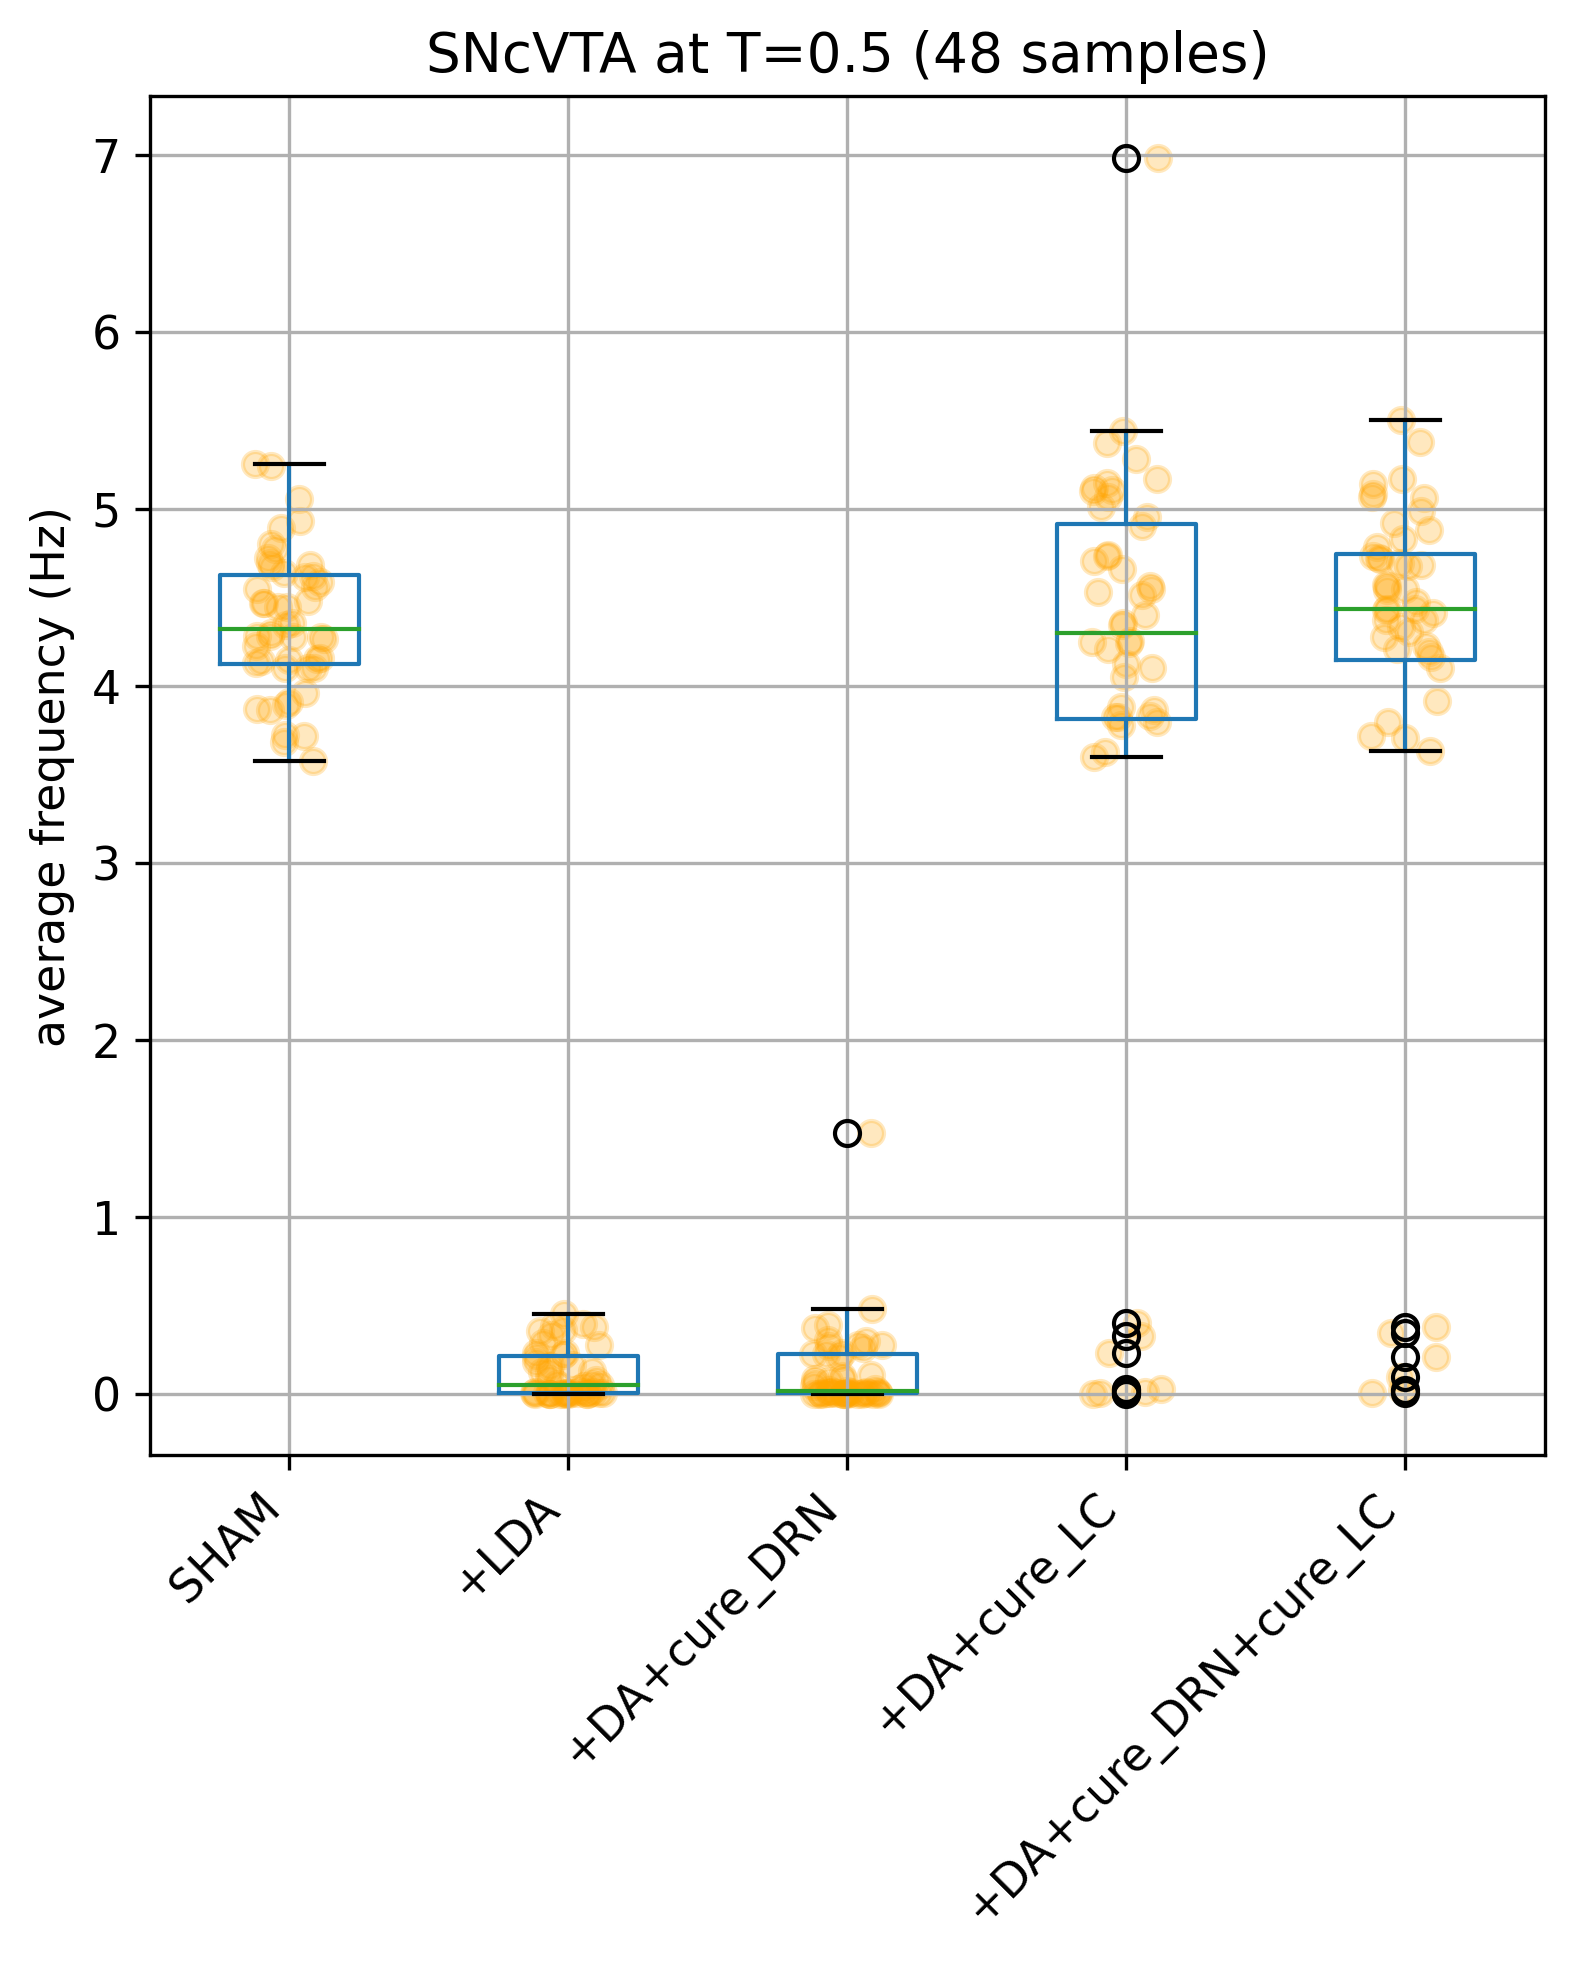 SNcVTA at T=0.5 (48 samples)
average frequency (Hz)
7
6
5
4
3
2
1
0
SHAM
+LDA
+DA+cure_DRN
+DA+cure_LC
+DA+cure_DRN+cure_LC